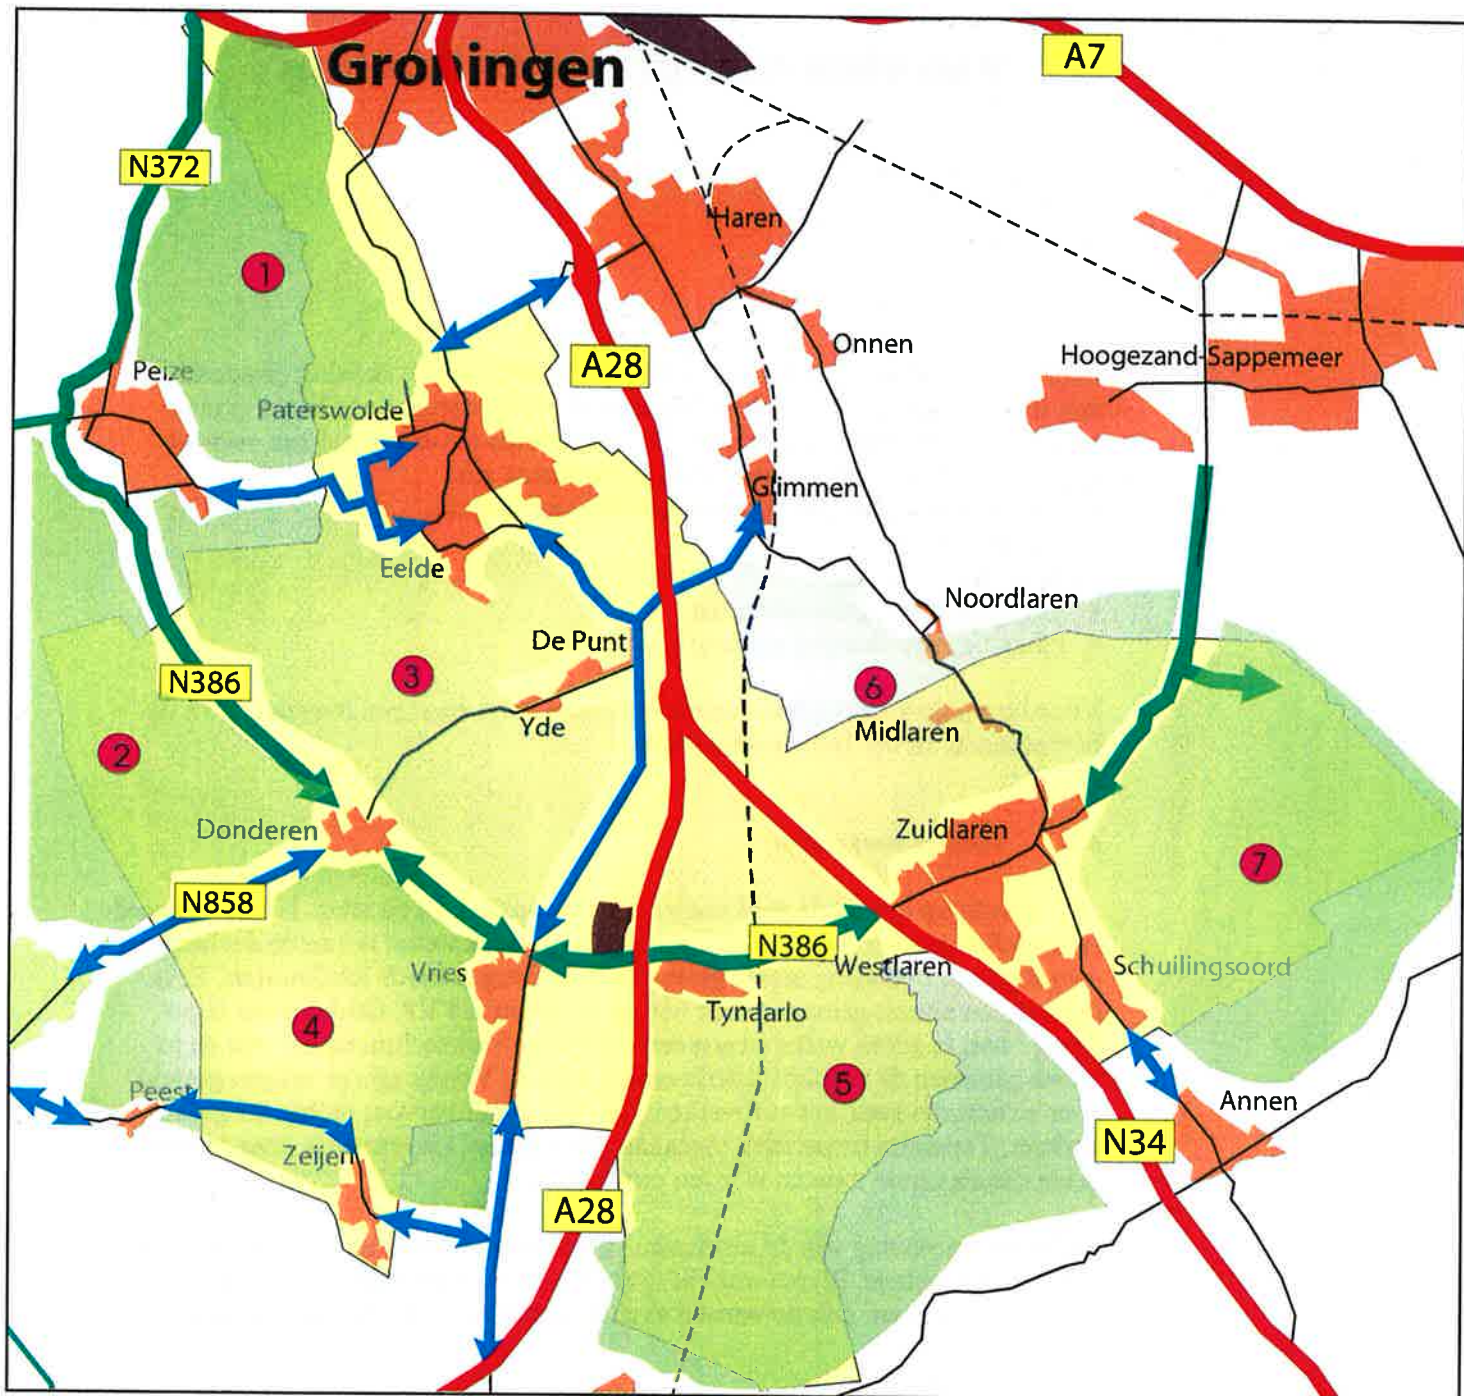 Groningen
A7
N372
1
Haren
A28
Onnen
Hoogezand-Sappemeer
Peize
Paterswolde
Glimmen
Eelde
Noordlaren
De Punt
N386
3
6
Yde
Midlaren
2
Donderen
Zuidlaren
7
N858
N386
Vries
Westlaren
Schuilingsoord
4
Tynaarlo
5
Peest
Annen
Zeijen
N34
A28